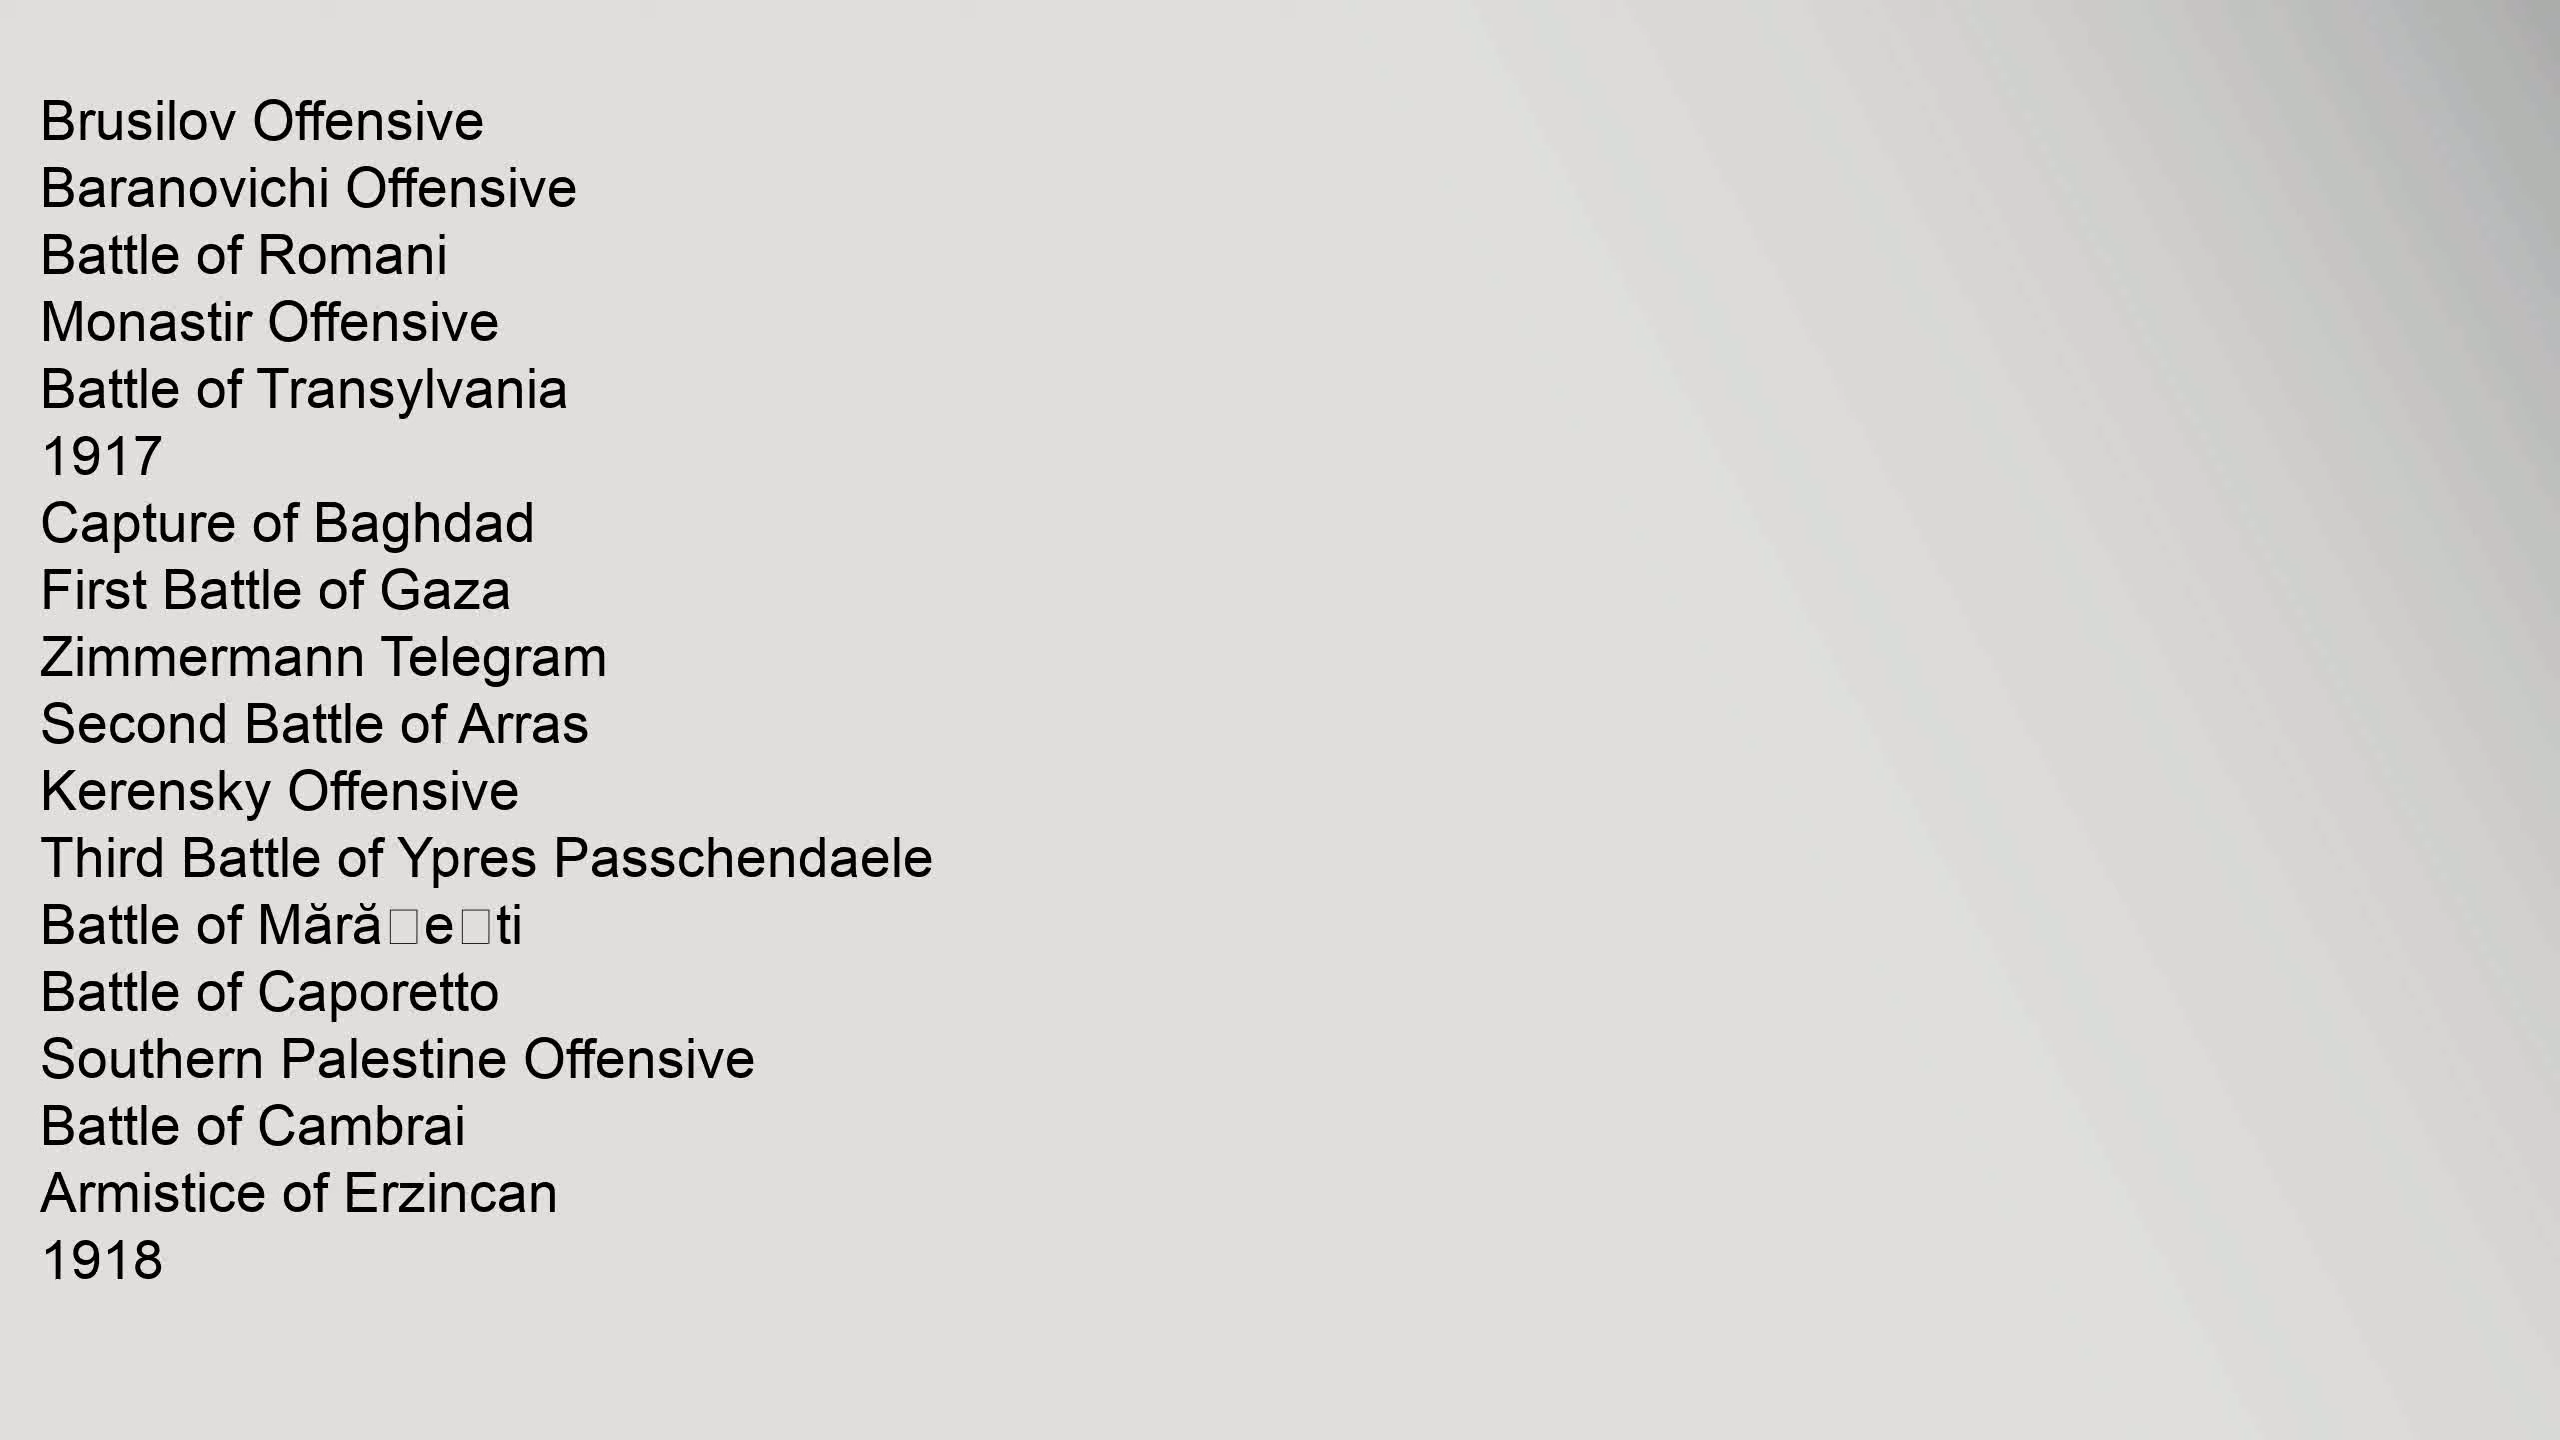 Brusilov Offensive
Baranovichi Offensive
Battle of Romani
Monastir Offensive
Battle of Transylvania
1917
Capture of Baghdad
First Battle of Gaza
Zimmermann Telegram
Second Battle of Arras
Kerensky Offensive
Third Battle of Ypres Passchendaele
Battle of Mără□e□ti
Battle of Caporetto
Southern Palestine Offensive
Battle of Cambrai
Armistice of Erzincan
1918